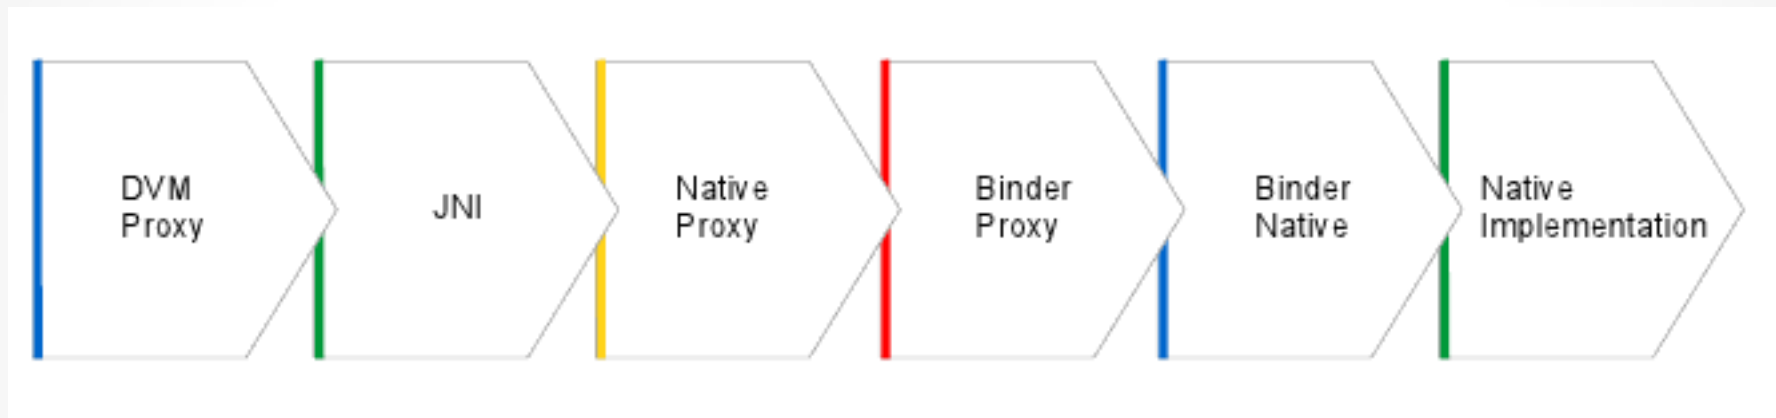 DVM
Proxy
JNI
Native
Proxy
Binder
Proxy
Binder
Native
Native
Implementation